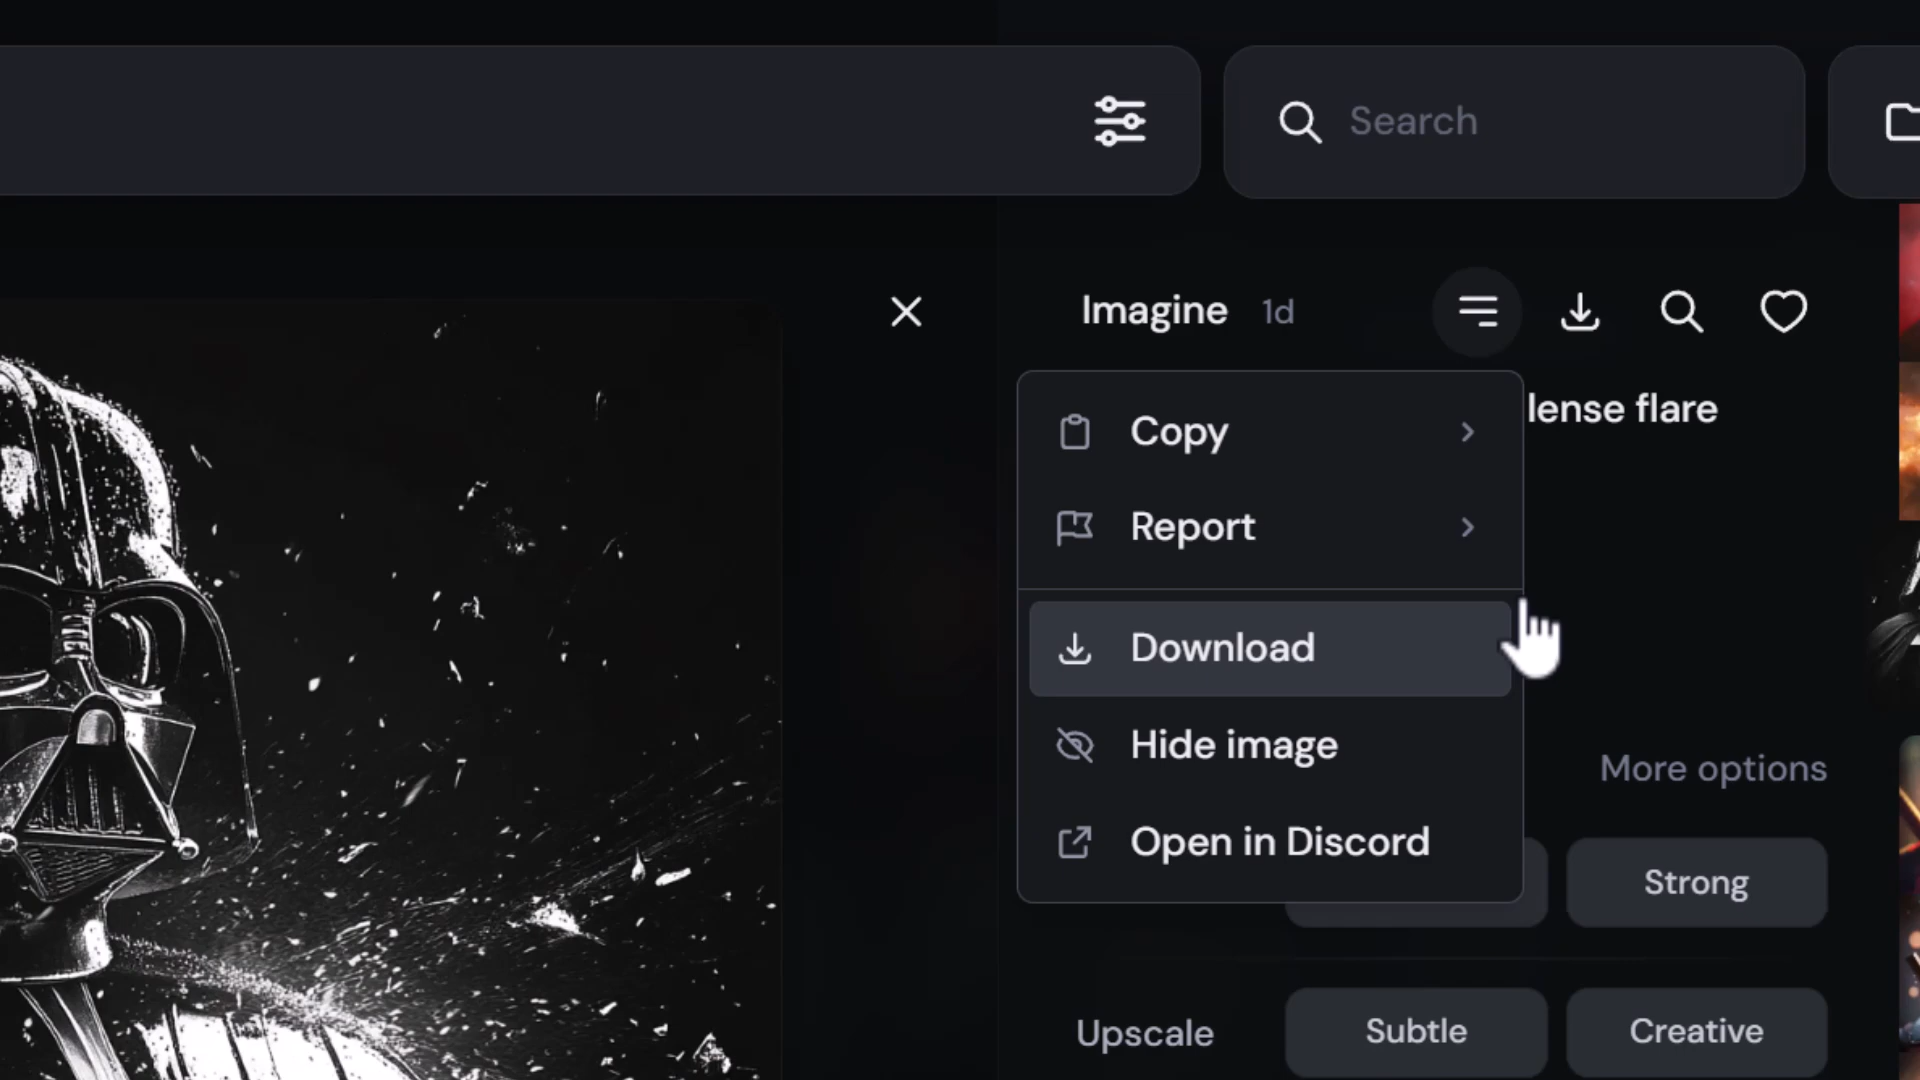 Search
Imagine 1d
lense flare
Copy
Report
Download
Hide image
Open in Discord
More options
Strong
Upscale Subtle Creative